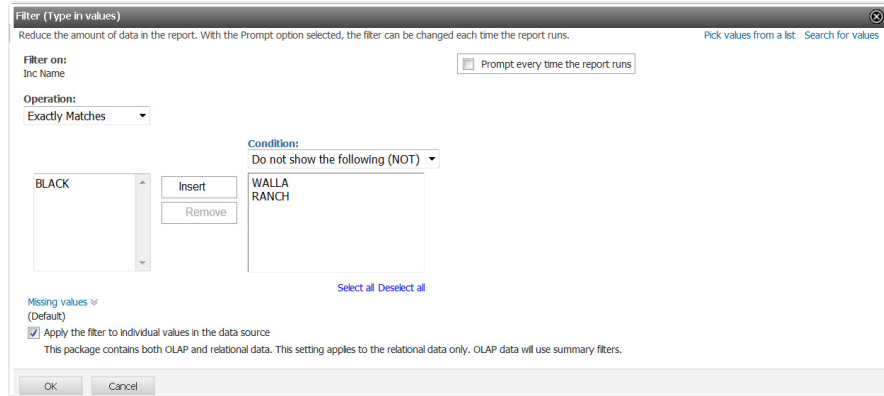 Filter (Type in values)
Reduce the amount of data in the report. With the Prompt option selected, the filter can be changed each time the report runs.
Pick values from a list Search for values
Filter on:
Inc Name
Prompt every time the report runs
Operation:
Exactly Matches
Condition:
Do not show the following (NOT)
BLACK
Insert
Remove
WALLA
RANCH
Select all Deselect all
Missing values
(Default)
Apply the filter to individual values in the data source
This package contains both OLAP and relational data. This setting applies to the relational data only. OLAP data will use summary filters.
OK Cancel